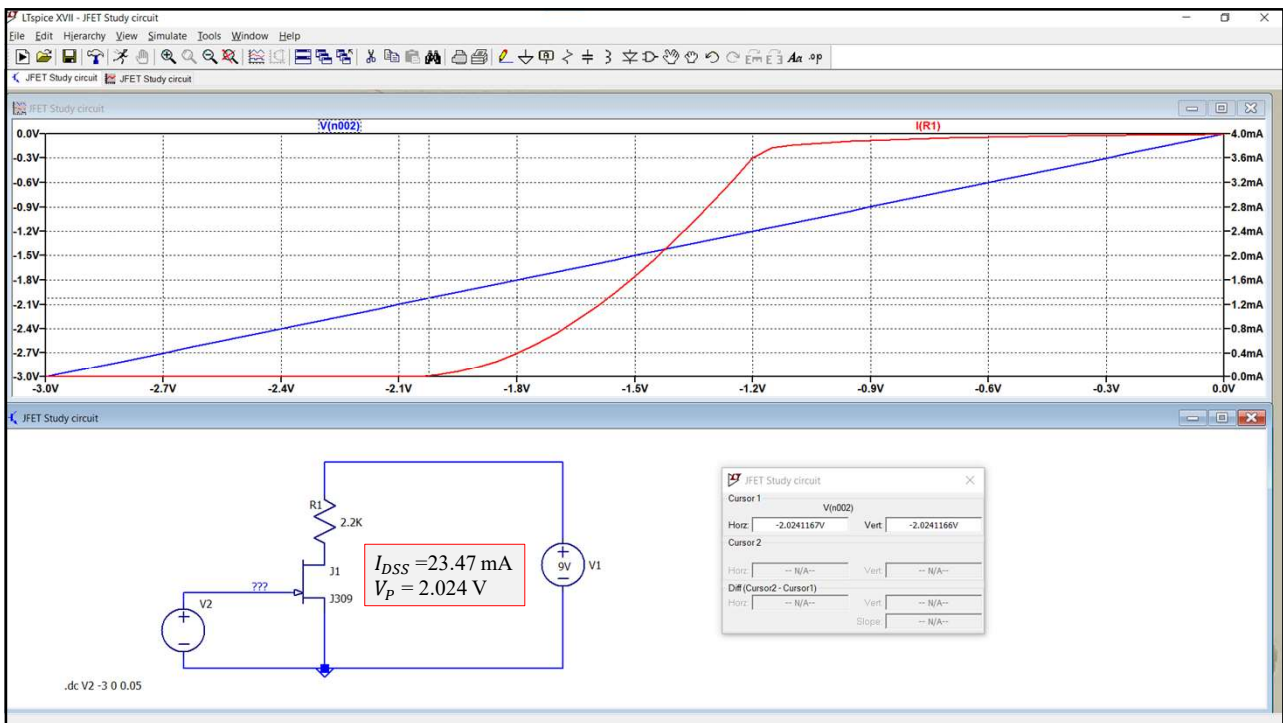 LTspice XVII - JFET Study circuit
File Edit Hierarchy View Simulate Tools Window Help
JFET Study circuit JFET Study circuit
JFET Study circuit
V(n002) I(R1)
0.0V 4.0mA
-0.3V 3.6mA
-0.6V 3.2mA
-0.9V 2.8mA
-1.2V 2.4mA
-1.5V 2.0mA
-1.8V 1.6mA
-2.1V 1.2mA
-2.4V 0.8mA
-2.7V 0.4mA
-3.0V 0.0mA
-3.0V -2.7V -2.4V -2.1V -1.8V -1.5V -1.2V -0.9V -0.6V -0.3V 0.0V
JFET Study circuit
R1
2.2K
J1
J309
???
V2
I_DSS =23.47 mA
V_P = 2.024 V
9V V1
.dc V2 -3 0 0.05
JFET Study circuit
Cursor 1
V(n002)
Horz: -2.0241167V Vert: -2.0241166V
Cursor 2
Horz: -- N/A-- Vert: -- N/A--
Diff (Cursor2 - Cursor1)
Horz: -- N/A-- Vert: -- N/A--
Slope: -- N/A--